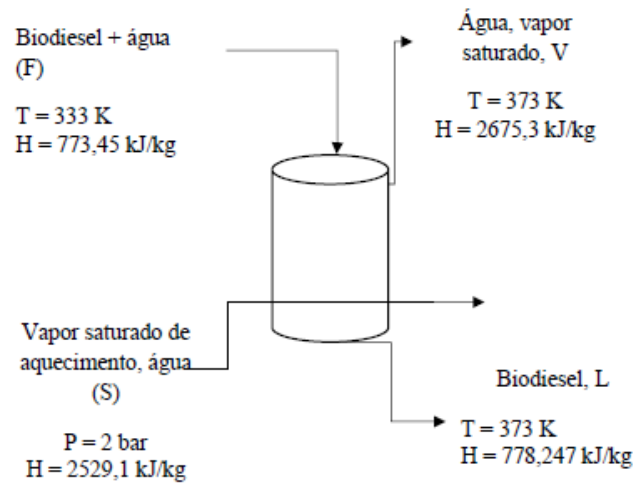 Biodiesel + água
(F)
T = 333 K
H = 773,45 kJ/kg
Água, vapor
saturado, V
T = 373 K
H = 2675,3 kJ/kg
Vapor saturado de
aquecimento, água
(S)
P = 2 bar
H = 2529,1 kJ/kg
Biodiesel, L
T = 373 K
H = 778,247 kJ/kg